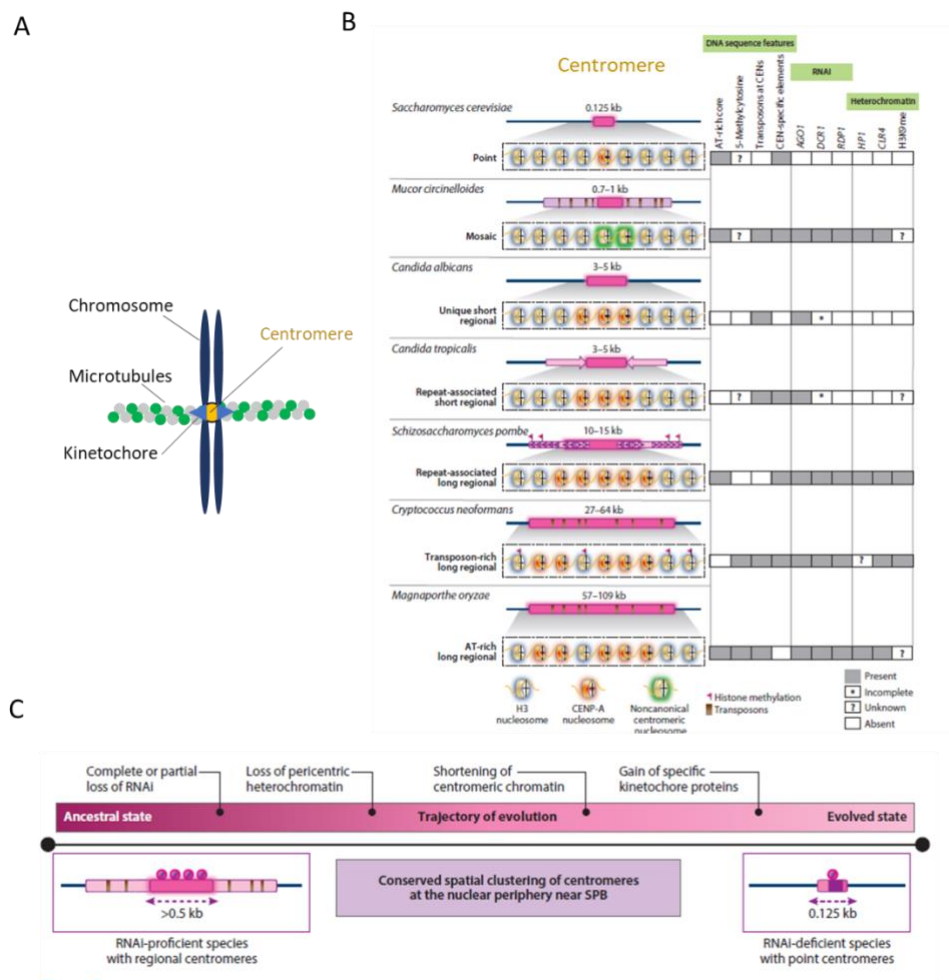 A
Chromosome
Centromere
Microtubules
Kinetochore
B
DNA sequence features
RNAi
Heterochromatin
Centromere
AT-rich core
5-Methylcytosine
Transposons at CENs
CEN-specific elements
AGO1
DCR1
RDP1
HP1
CLR4
H3K9me
Saccharomyces cerevisiae
0.125 kb
Point
?
Mucor circinelloides
0.7–1 kb
Mosaic
? ?
Candida albicans
3–5 kb
Unique short
regional
*
Candida tropicalis
3–5 kb
Repeat-associated
short regional
? * ?
Schizosaccharomyces pombe
10–15 kb
Repeat-associated
long regional
Cryptococcus neoformans
27–64 kb
Transposon-rich
long regional
?
Magnaporthe oryzae
57–109 kb
AT-rich
long regional
?
H3
nucleosome
CENP-A
nucleosome
Noncanonical
centromeric
nucleosome
Histone methylation
Transposons
Present
* Incomplete
? Unknown
Absent
C
Complete or partial
loss of RNAi
Loss of pericentric
heterochromatin
Shortening of
centromeric chromatin
Gain of specific
kinetochore proteins
Ancestral state
Trajectory of evolution
Evolved state
>0.5 kb
RNAi-proficient species
with regional centromeres
Conserved spatial clustering of centromeres
at the nuclear periphery near SPB
0.125 kb
RNAi-deficient species
with point centromeres